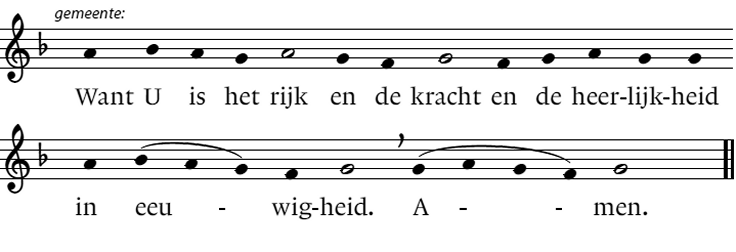 gemeente:
Want U is het rijk en de kracht en de heer-lijk-heid
in eeu - wig-heid. A - - men.